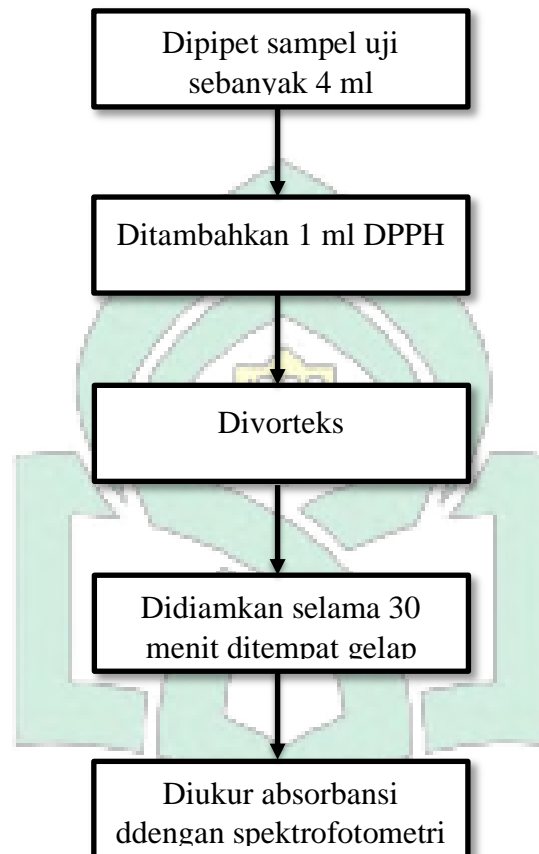 Dipipet sampel uji
sebanyak 4 ml
Ditambahkan 1 ml DPPH
Divorteks
Didiamkan selama 30
menit ditempat gelap
Diukur absorbansi
ddengan spektrofotometri